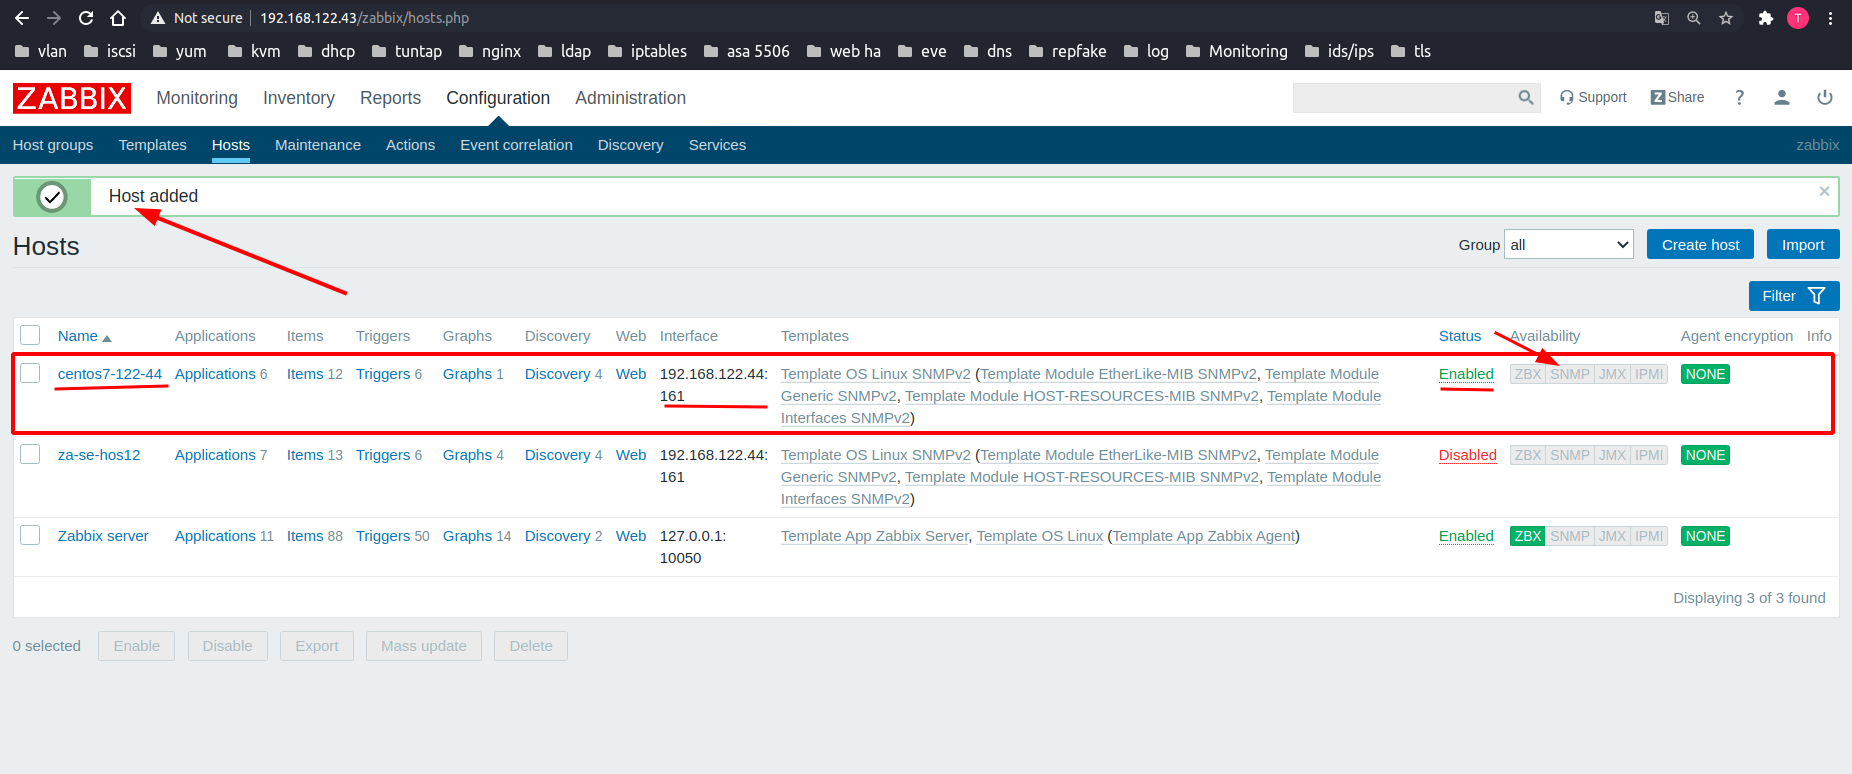 Not secure 192.168.122.43/zabbix/hosts.php T
vlan iscsi yum kvm dhcp tuntap nginx ldap iptables asa 5506 web ha eve dns repfake log Monitoring ids/ips tls
ZABBIX Monitoring Inventory Reports Configuration Administration Support Z Share ?
Host groups Templates Hosts Maintenance Actions Event correlation Discovery Services zabbix
Host added ×
Hosts Group all Create host Import
Filter
Name Applications Items Triggers Graphs Discovery Web Interface Templates Status Availability Agent encryption Info
centos7-122-44 Applications 6 Items 12 Triggers 6 Graphs 1 Discovery 4 Web 192.168.122.44: Template OS Linux SNMPv2 (Template Module EtherLike-MIB SNMPv2, Template Module Enabled ZBX SNMP JMX IPMI NONE
161 Generic SNMPv2, Template Module HOST-RESOURCES-MIB SNMPv2, Template Module
Interfaces SNMPv2)
za-se-hos12 Applications 7 Items 13 Triggers 6 Graphs 4 Discovery 4 Web 192.168.122.44: Template OS Linux SNMPv2 (Template Module EtherLike-MIB SNMPv2, Template Module Disabled ZBX SNMP JMX IPMI NONE
161 Generic SNMPv2, Template Module HOST-RESOURCES-MIB SNMPv2, Template Module
Interfaces SNMPv2)
Zabbix server Applications 11 Items 88 Triggers 50 Graphs 14 Discovery 2 Web 127.0.0.1: Template App Zabbix Server, Template OS Linux (Template App Zabbix Agent) Enabled ZBX SNMP JMX IPMI NONE
10050
Displaying 3 of 3 found
0 selected Enable Disable Export Mass update Delete